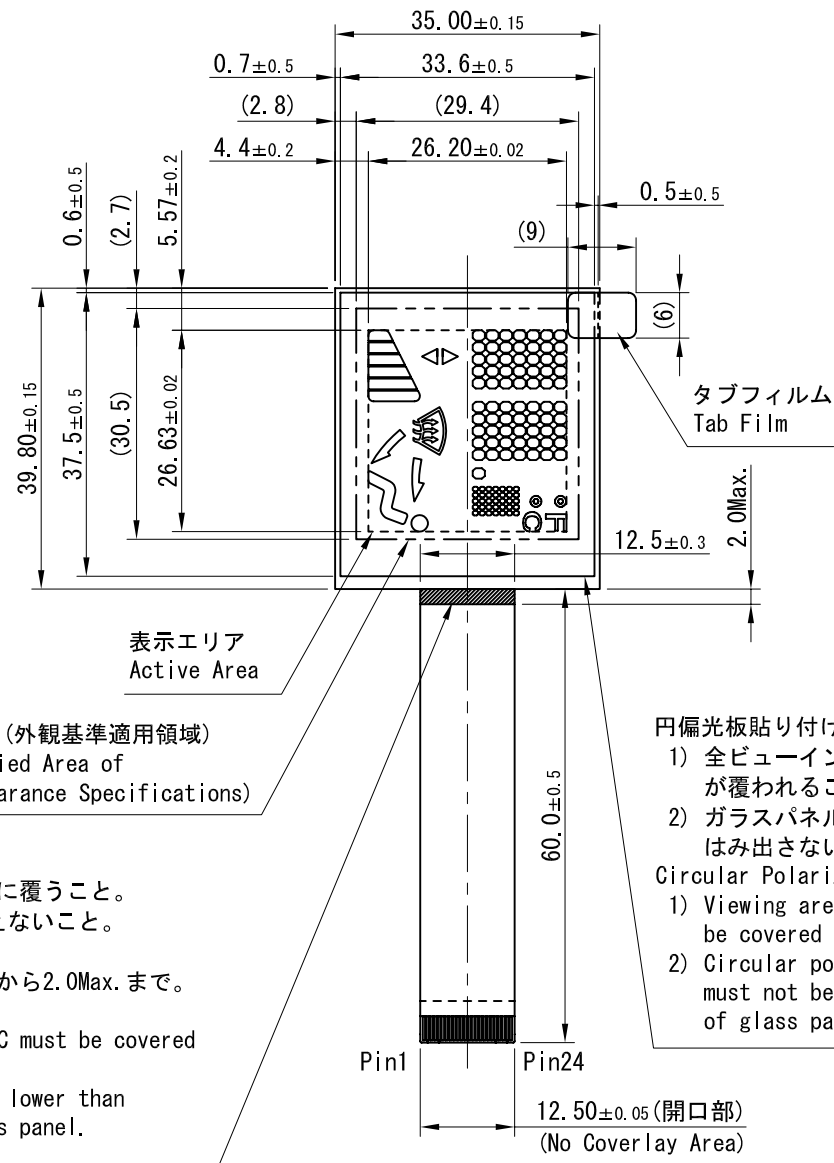 35.00±0.15
0.7±0.5
33.6±0.5
(2.8)
(29.4)
4.4±0.2
26.20±0.02
0.6±0.5
(2.7)
5.57±0.2
0.5±0.5
(9)
(6)
タブフィルム
Tab Film
39.80±0.15
37.5±0.5
(30.5)
26.63±0.02
C F
12.5±0.3
2.0Max.
表示エリア
Active Area
(外観基準適用領域)
ied Area of
arance Specifications)
60.0±0.5
円偏光板貼り付け
1) 全ビューイン
が覆われるこ
2) ガラスパネル
はみ出さない
Circular Polari
1) Viewing are
be covered
2) Circular po
must not be
of glass pa
に覆うこと。
えないこと。
から2.0Max.まで。
C must be covered
lower than
s panel.
Pin1
Pin24
12.50±0.05(開口部)
(No Coverlay Area)